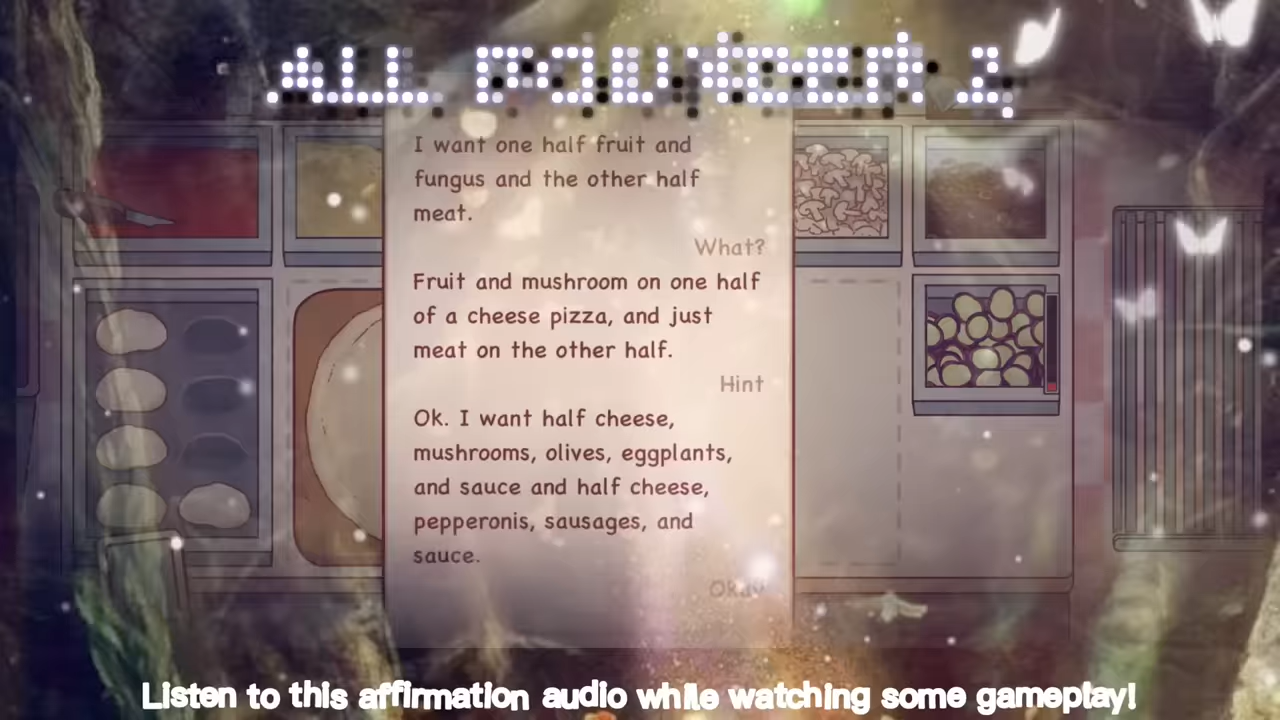 I want one half fruit and
fungus and the other half
meat.
What?
Fruit and mushroom on one half
of a cheese pizza, and just
meat on the other half.
Hint
Ok. I want half cheese,
mushrooms, olives, eggplants,
and sauce and half cheese,
pepperonis, sausages, and
sauce.
Okay
Listen to this affirmation audio while watching some gameplay!